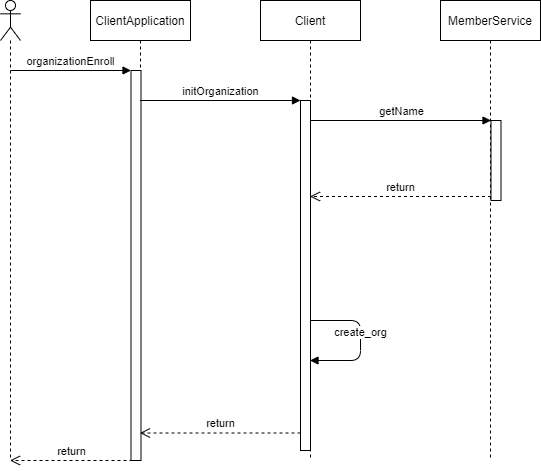 ClientApplication
Client
MemberService
organizationEnroll
initOrganization
getName
return
create_org
return
return